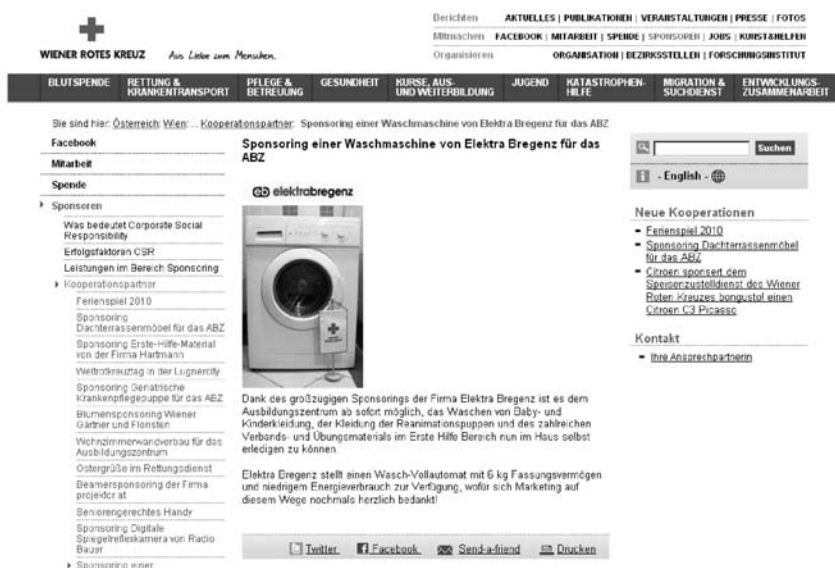 Berichten AKTUELLES | PUBLIKATIONEN | VERANSTALTUNGEN | PRESSE | FOTOS
Mitmachen FACEBOOK | MITARBEIT | SPENDE | SPONSOREN | JOBS | KUNST&HELFEN
Organisieren ORGANISATION | BEZIRKSSTELLEN | FORSCHUNGSINSTITUT
WIENER ROTES KREUZ Aus Liebe zum Menschen.
BLUTSPENDE RETTUNG & KRANKENTRANSPORT PFLEGE & BETREUUNG GESUNDHEIT KURSE, AUS- UND WEITERBILDUNG JUGEND KATASTROPHEN- HILFE MIGRATION & SUCHDIENST ENTWICKLUNGS- ZUSAMMENARBEIT
Sie sind hier: Österreich: Wien: ... Kooperationspartner: Sponsoring einer Waschmaschine von Elektra Bregenz für das ABZ
Facebook
Mitarbeit
Spende
Sponsoren
Was bedeutet Corporate Social
Responsibility
Erfolgsfaktoren CSR
Leistungen im Bereich Sponsoring
Kooperationspartner
Ferienspiel 2010
Sponsoring
Dachterrassenmöbel für das ABZ
Sponsoring Erste-Hilfe-Material
von der Firma Hartmann
Weltrotkreuztag in der Lugnercity
Sponsoring Geriatrische
Krankenpflegepuppe für das ABZ
Blumensponsoring Wiener
Gärtner und Floristen
Wohnzimmerwandverbau für das
Ausbildungszentrum
Ostergrüße im Rettungsdienst
Beamersponsoring der Firma
projektor.at
Seniorengerechtes Handy
Sponsoring Digitale
Spiegelreflexkamera von Radio
Bauer
Sponsoring einer
Sponsoring einer Waschmaschine von Elektra Bregenz für das
ABZ
eb elektrabregenz
Dank des großzügigen Sponsorings der Firma Elektra Bregenz ist es dem
Ausbildungszentrum ab sofort möglich, das Waschen von Baby- und
Kinderkleidung, der Kleidung der Reanimationspuppen und des zahlreichen
Verbands- und Übungsmaterials im Erste Hilfe Bereich nun im Haus selbst
erledigen zu können.
Elektra Bregenz stellt einen Wasch-Vollautomat mit 6 kg Fassungsvermögen
und niedrigem Energieverbrauch zur Verfügung, wofür sich Marketing auf
diesem Wege nochmals herzlich bedankt!
Twitter Facebook Send-a-friend Drucken
Suchen
i - English -
Neue Kooperationen
Ferienspiel 2010
Sponsoring Dachterrassenmöbel
für das ABZ
Citroen sponsert dem
Speisenzustelldienst des Wiener
Roten Kreuzes bongustol einen
Citroen C3 Picasso
Kontakt
Ihre Ansprechpartnerin